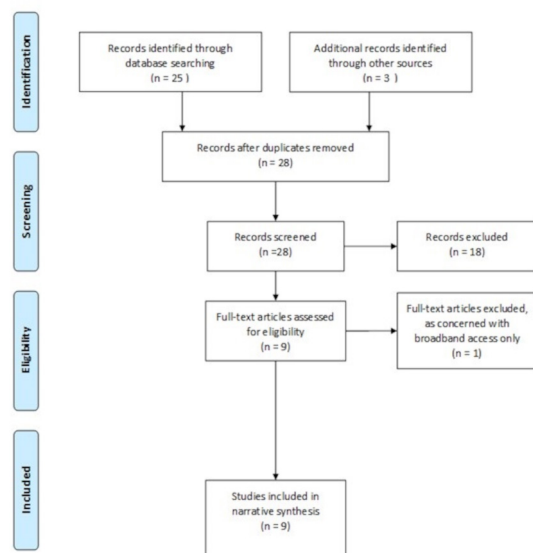 Identification
Records identified through
database searching
(n = 25 )
Additional records identified
through other sources
(n = 3 )
Records after duplicates removed
(n = 28)
Screening
Records screened
(n =28)
Records excluded
(n = 18)
Eligibility
Full-text articles assessed
for eligibility
(n = 9)
Full-text articles excluded,
as concerned with
broadband access only
(n = 1)
Included
Studies included in
narrative synthesis
(n = 9)